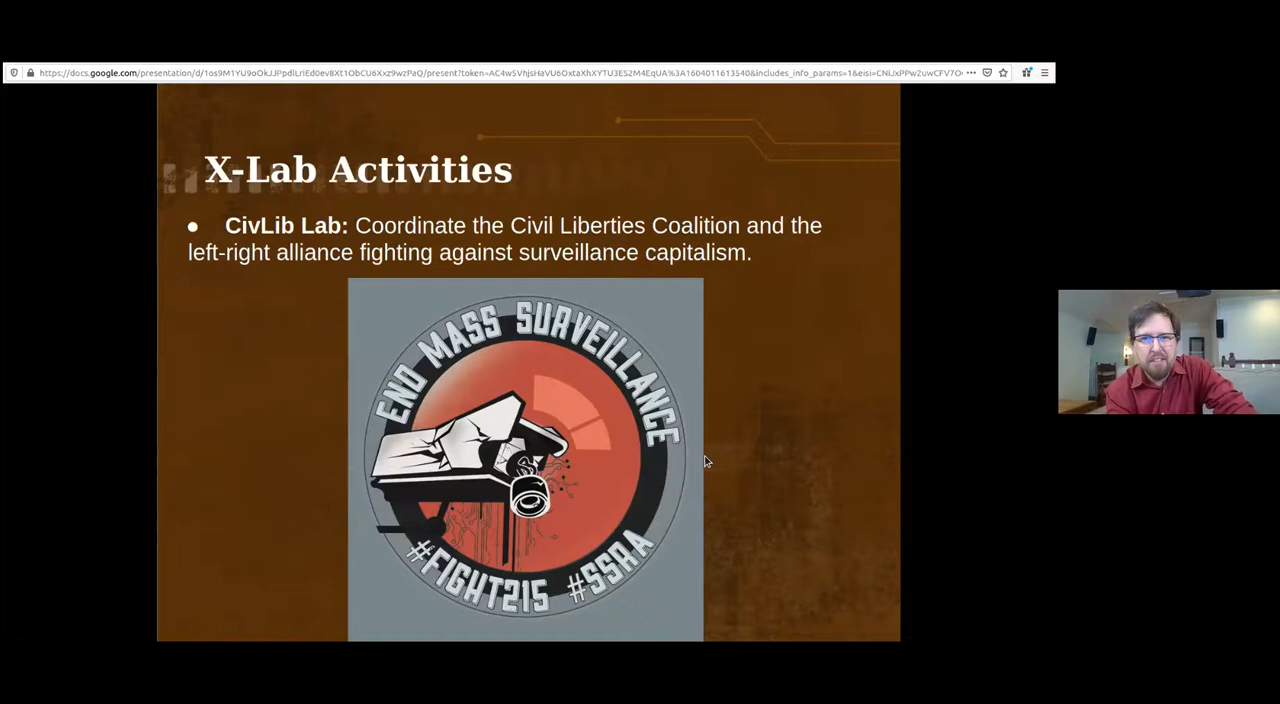 https://docs.google.com/presentation/d/1os9M1YU9oOkJJPpdlLriEd0ev8Xt1ObCU6Xxz9wzPaQ/present?token=AC4w5VhjsHaVU6OxtaXhXYTU3ES2M4EqUA%3A1604011613540&includes_info_params=1&eisi=CNiJxPPw2uwCFV7O
X-Lab Activities
● CivLib Lab: Coordinate the Civil Liberties Coalition and the
left-right alliance fighting against surveillance capitalism.
END MASS SURVEILLANCE
#FIGHT215 #SSRA